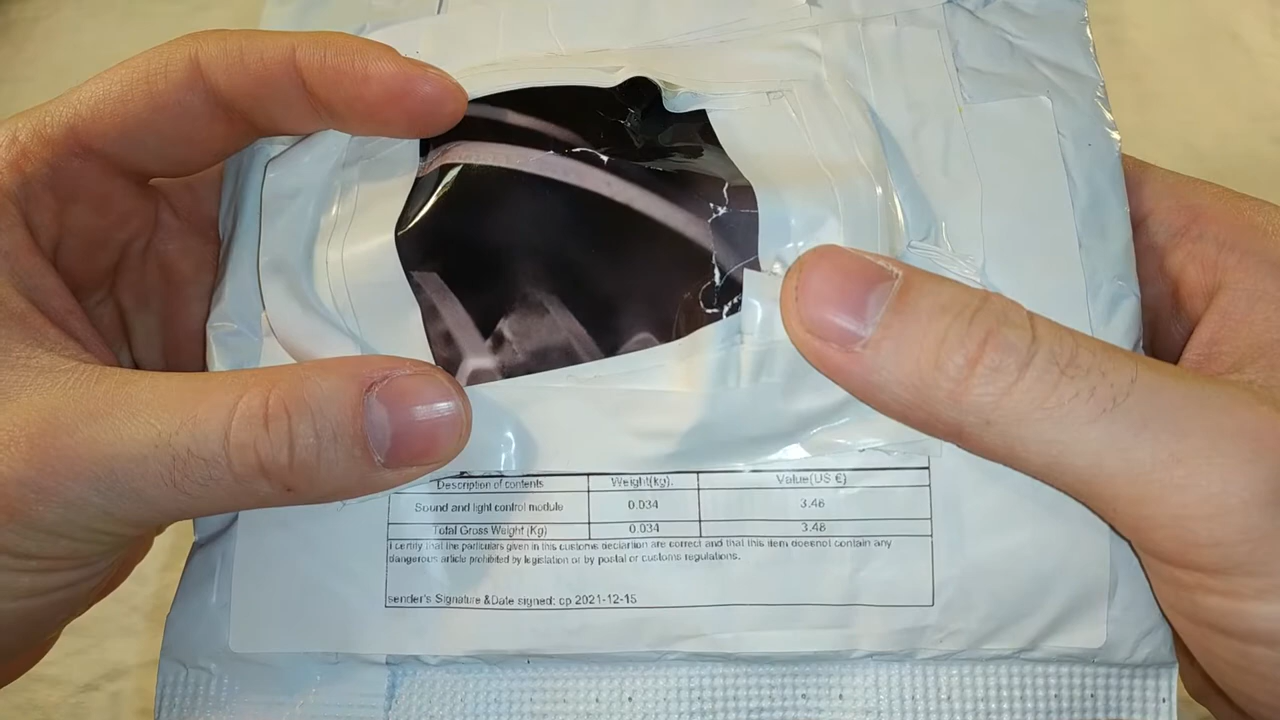 Description of contents Weight(kg). Value(US €)
Sound and light control module 0.034 3.48
Total Gross Weight (Kg) 0.034 3.48
I certify that the particulars given in this customs declartion are correct and that this item doesnot contain any
dangerous article prohibited by legistation or by postal or customs regulations.
sender's Signature &Date signed: cp 2021-12-15